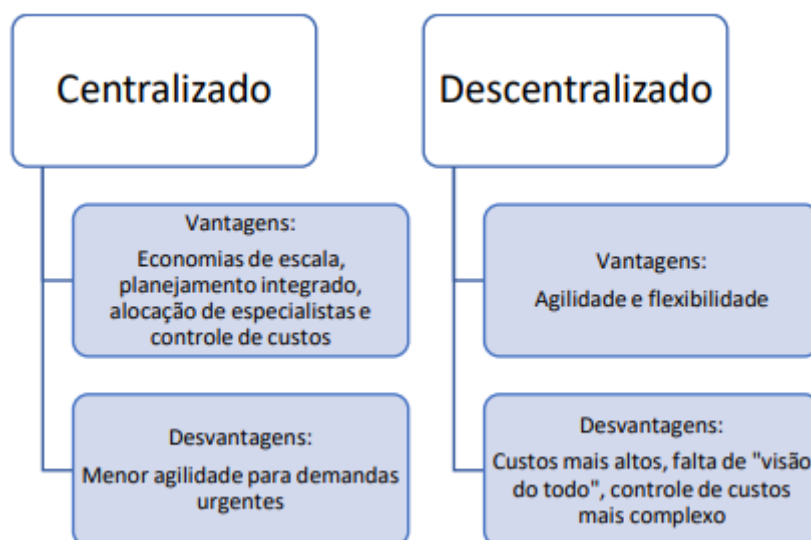 Centralizado
Vantagens:
Economias de escala,
planejamento integrado,
alocação de especialistas e
controle de custos
Desvantagens:
Menor agilidade para demandas
urgentes
Descentralizado
Vantagens:
Agilidade e flexibilidade
Desvantagens:
Custos mais altos, falta de "visão
do todo", controle de custos
mais complexo